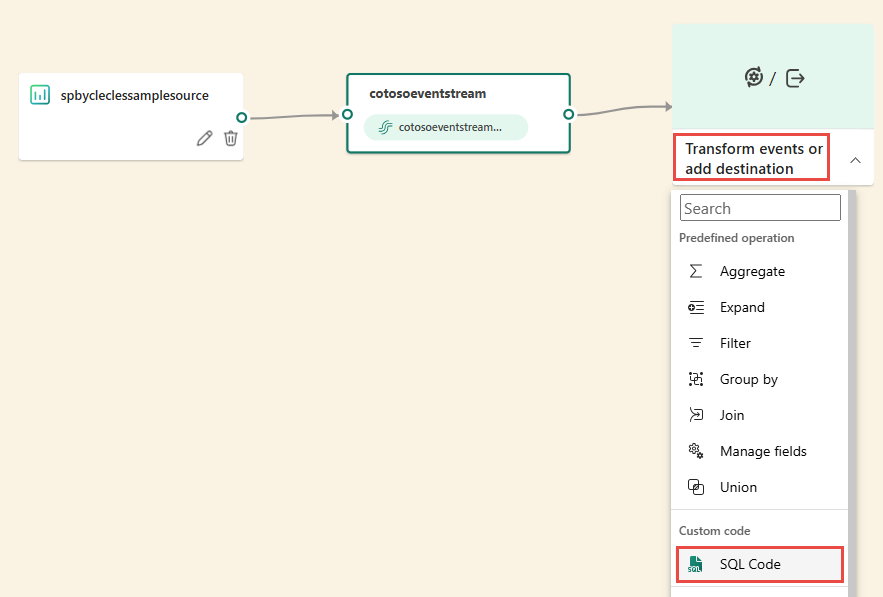 spbycleclessamplesource
cotosoeventstream
cotosoeventstream...
/
Transform events or
add destination
Search
Predefined operation
Aggregate
Expand
Filter
Group by
Join
Manage fields
Union
Custom code
SQL
SQL Code